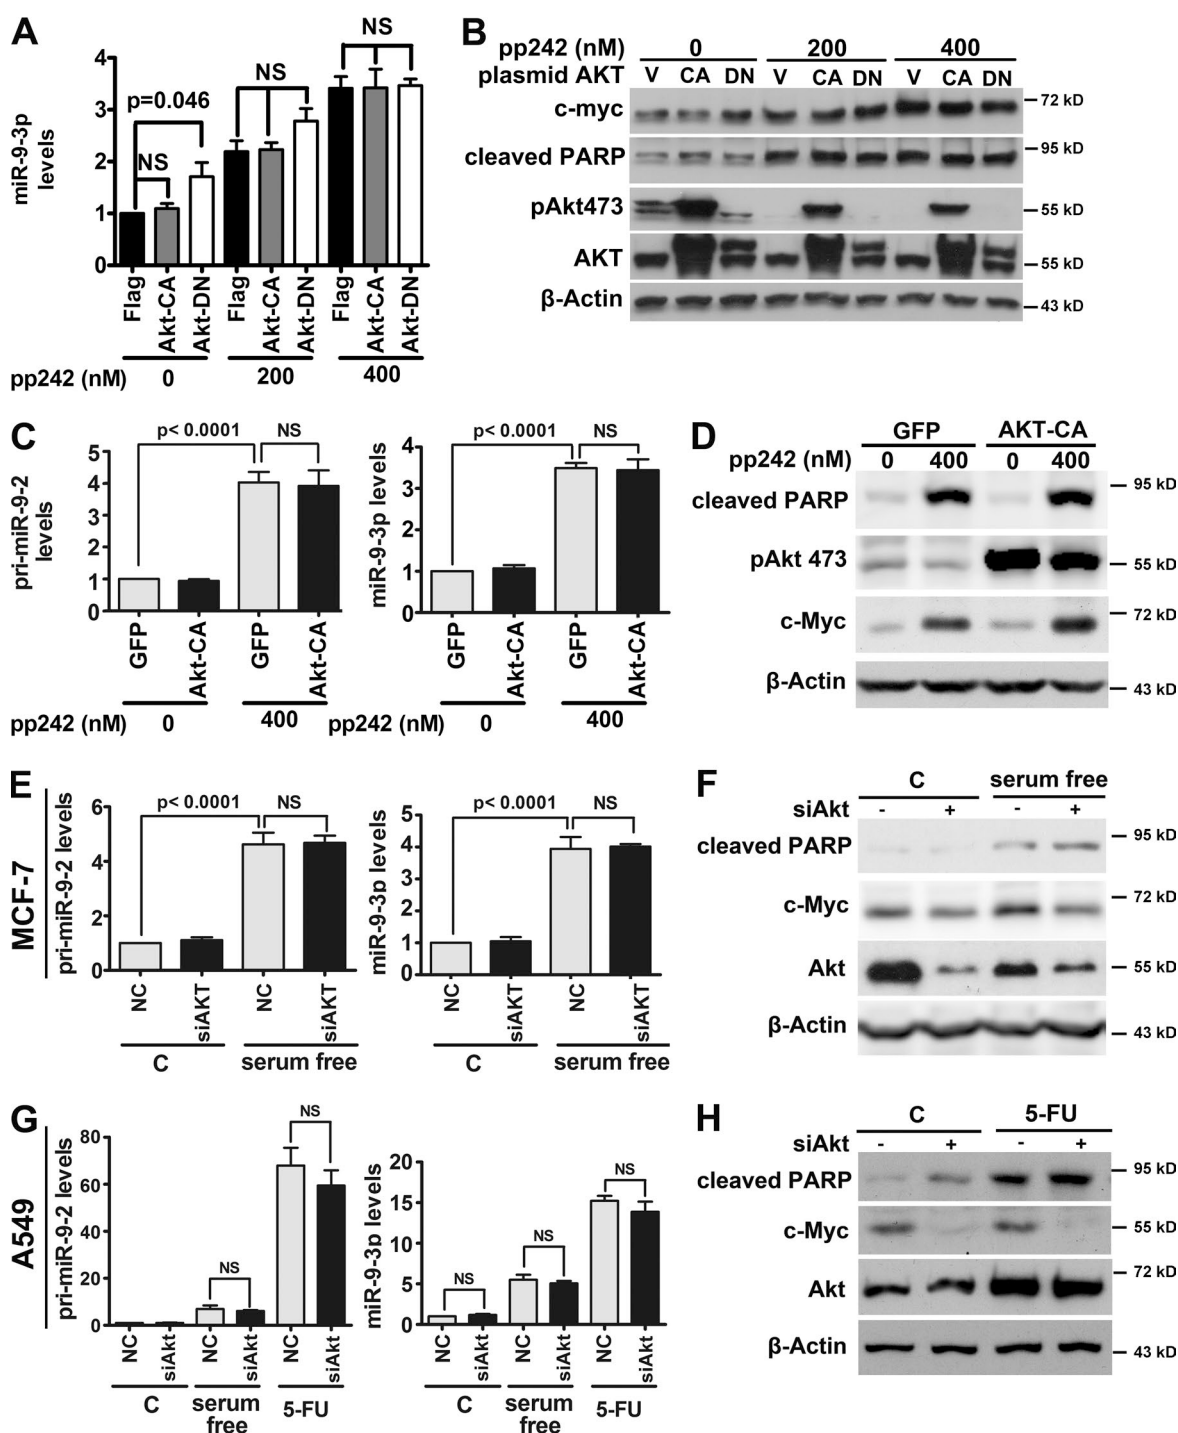 A
miR-9-3p levels
4
3
2
1
0
p=0.046
NS
NS
NS
Flag
Akt-CA
Akt-DN
Flag
Akt-CA
Akt-DN
Flag
Akt-CA
Akt-DN
pp242 (nM) 0 200 400
B
pp242 (nM) 0 200 400
plasmid AKT V CA DN V CA DN V CA DN
c-myc 72 kD
cleaved PARP 95 kD
pAkt473 55 kD
AKT 55 kD
β-Actin 43 kD
C
pri-miR-9-2 levels
5
4
3
2
1
0
p< 0.0001
NS
GFP
Akt-CA
GFP
Akt-CA
pp242 (nM) 0 400
miR-9-3p levels
4
3
2
1
0
p< 0.0001
NS
GFP
Akt-CA
GFP
Akt-CA
pp242 (nM) 0 400
D
GFP AKT-CA
pp242 (nM) 0 400 0 400
cleaved PARP 95 kD
pAkt 473 55 kD
c-Myc 72 kD
β-Actin 43 kD
E
MCF-7
pri-miR-9-2 levels
6
4
2
0
p< 0.0001
NS
NC
siAKT
NC
siAKT
C serum free
miR-9-3p levels
5
4
3
2
1
0
p< 0.0001
NS
NC
siAKT
NC
siAKT
C serum free
F
C serum free
siAkt - + - +
cleaved PARP 95 kD
c-Myc 72 kD
Akt 55 kD
β-Actin 43 kD
G
A549
pri-miR-9-2 levels
80
60
40
20
0
NS
NS
NC
siAkt
NC
siAkt
NC
siAkt
C serum free 5-FU
miR-9-3p levels
20
15
10
5
0
NS
NS
NS
NC
siAkt
NC
siAkt
NC
siAkt
C serum free 5-FU
H
C 5-FU
siAkt - + - +
cleaved PARP 95 kD
c-Myc 55 kD
Akt 72 kD
β-Actin 43 kD